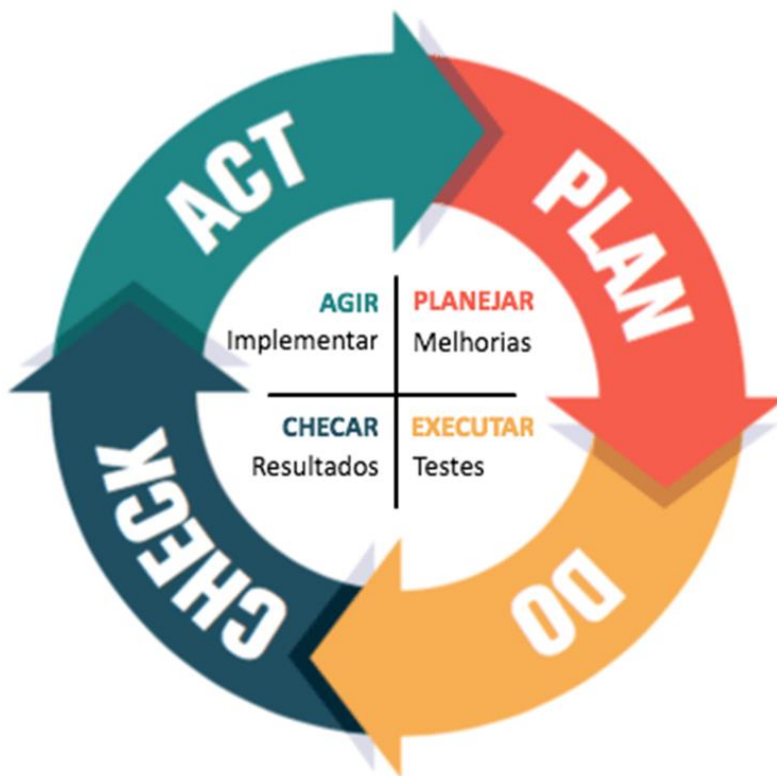 ACT
PLAN
AGIR
Implementar
PLANEJAR
Melhorias
CHECAR
Resultados
EXECUTAR
Testes
CHECK
DO